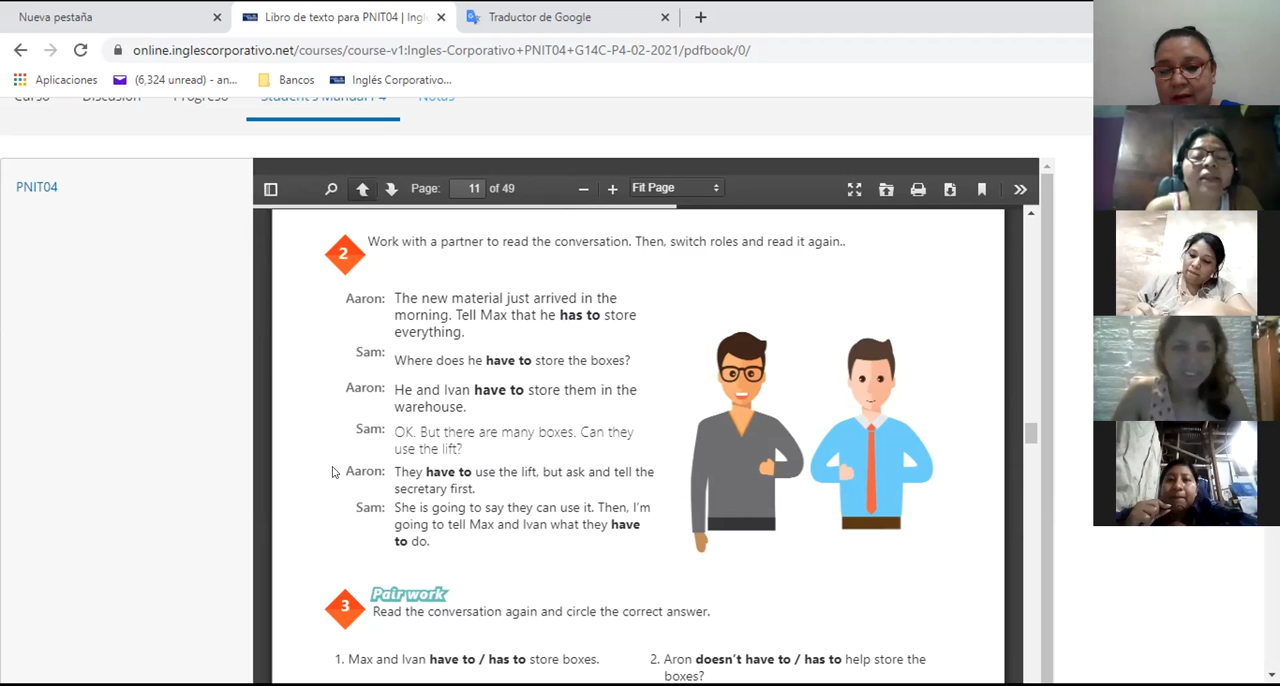 Nueva pestaña
Libro de texto para PNIT04 | Ingl
Traductor de Google
online.inglescorporativo.net/courses/course-v1:Ingles-Corporativo+PNIT04+G14C-P4-02-2021/pdfbook/0/
Aplicaciones
(6,324 unread) - an...
Bancos
Inglés Corporativo...
Curso
Discusión
Progreso
Student's Manual P4
Notas
PNIT04
Page: 11 of 49
Fit Page
2
Work with a partner to read the conversation. Then, switch roles and read it again..
Aaron: The new material just arrived in the
morning. Tell Max that he has to store
everything.
Sam: Where does he have to store the boxes?
Aaron: He and Ivan have to store them in the
warehouse.
Sam: OK. But there are many boxes. Can they
use the lift?
Aaron: They have to use the lift, but ask and tell the
secretary first.
Sam: She is going to say they can use it. Then, I'm
going to tell Max and Ivan what they have
to do.
3
Pair work
Read the conversation again and circle the correct answer.
1. Max and Ivan have to / has to store boxes.
2. Aron doesn't have to / has to help store the
boxes?